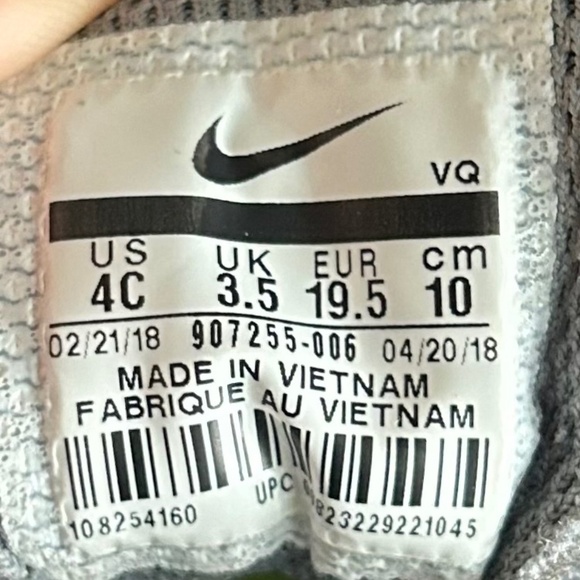 VQ
US UK EUR cm
4C 3.5 19.5 10
02/21/18 907255-006 04/20/18
MADE IN VIETNAM
FABRIQUE AU VIETNAM
108254160 UPC